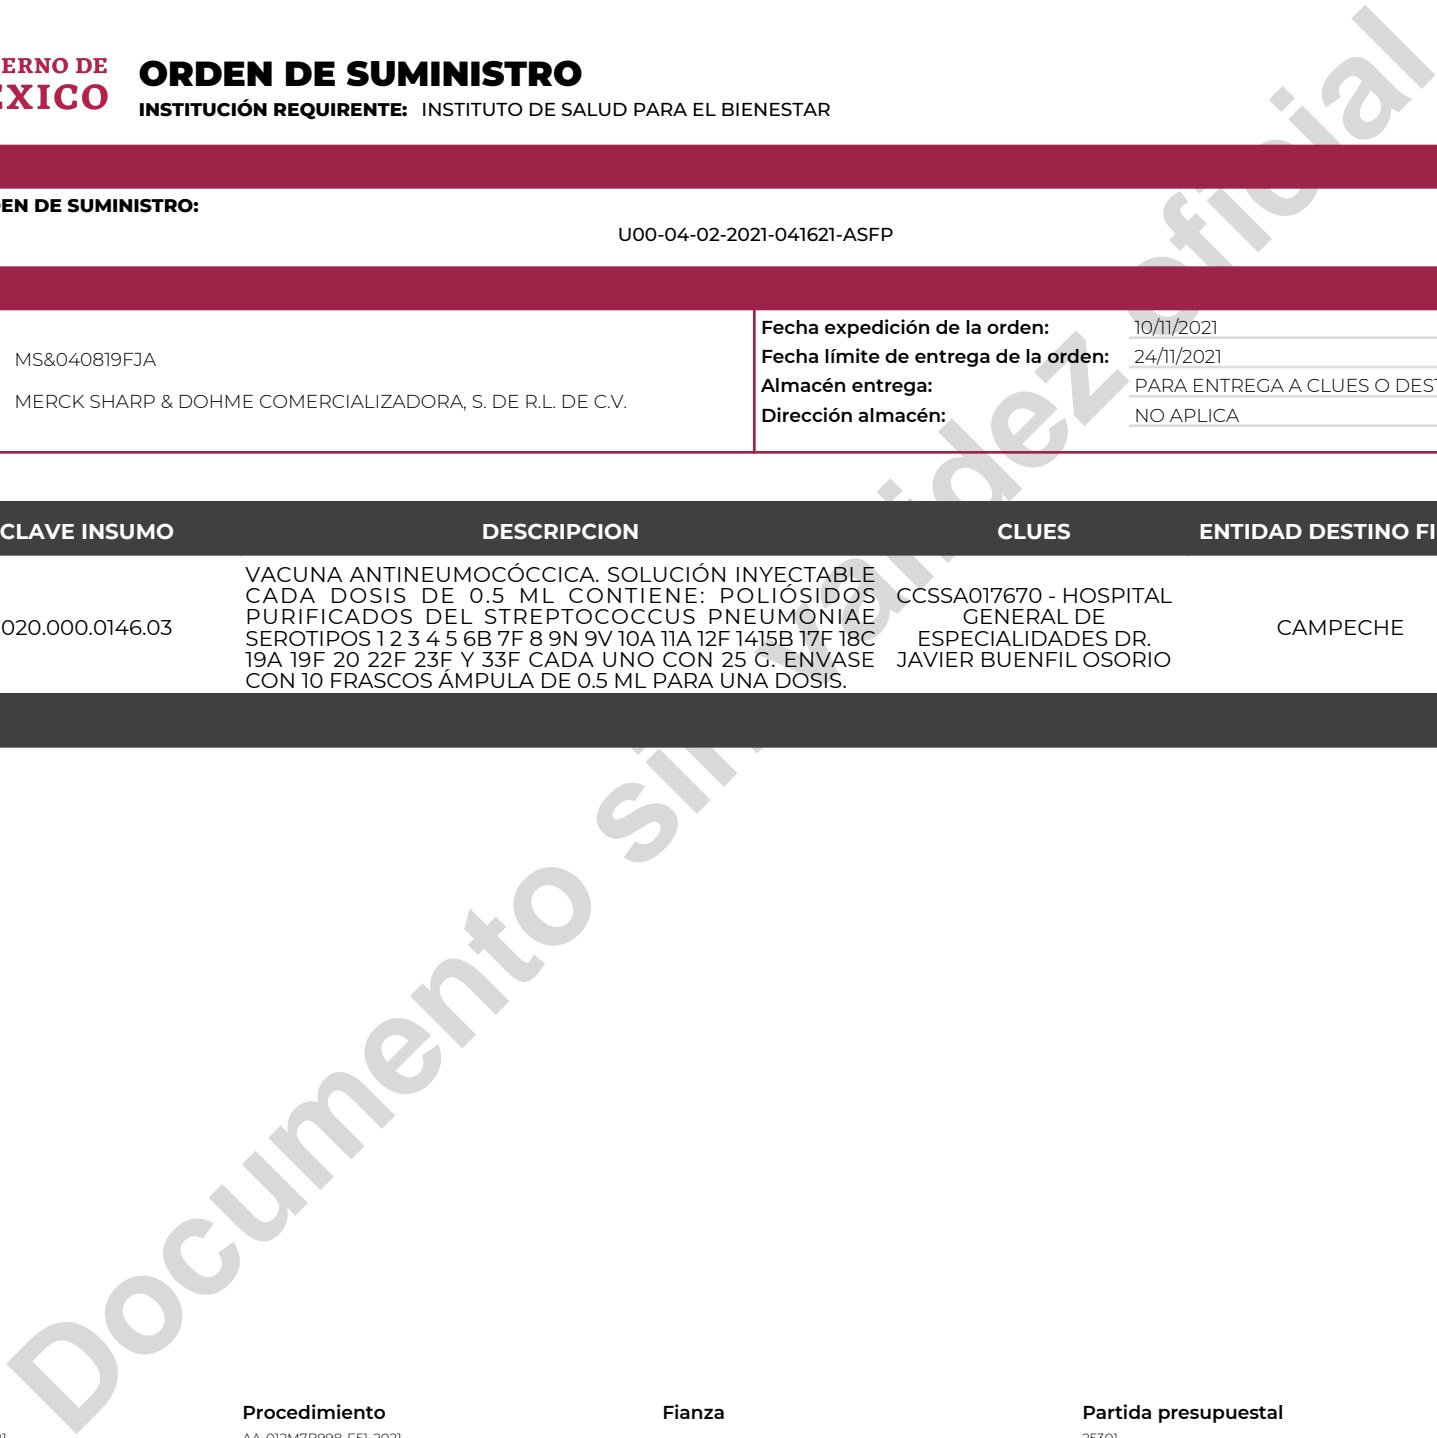 ERNO DE
ÉXICO
ORDEN DE SUMINISTRO
INSTITUCIÓN REQUIRENTE: INSTITUTO DE SALUD PARA EL BIENESTAR
EN DE SUMINISTRO:
U00-04-02-2021-041621-ASFP
MS&040819FJA
MERCK SHARP & DOHME COMERCIALIZADORA, S. DE R.L. DE C.V.
Fecha expedición de la orden: 10/11/2021
Fecha límite de entrega de la orden: 24/11/2021
Almacén entrega: PARA ENTREGA A CLUES O DEST
Dirección almacén: NO APLICA
CLAVE INSUMO DESCRIPCION CLUES ENTIDAD DESTINO FI
020.000.0146.03
VACUNA ANTINEUMOCÓCCICA. SOLUCIÓN INYECTABLE
CADA DOSIS DE 0.5 ML CONTIENE: POLIÓSIDOS
PURIFICADOS DEL STREPTOCOCCUS PNEUMONIAE
SEROTIPOS 1 2 3 4 5 6B 7F 8 9N 9V 10A 11A 12F 1415B 17F 18C
19A 19F 20 22F 23F Y 33F CADA UNO CON 25 G. ENVASE
CON 10 FRASCOS ÁMPULA DE 0.5 ML PARA UNA DOSIS.
CCSSA017670 - HOSPITAL
GENERAL DE
ESPECIALIDADES DR.
JAVIER BUENFIL OSORIO
CAMPECHE
Documento sin validez oficial
Procedimiento Fianza Partida presupuestal